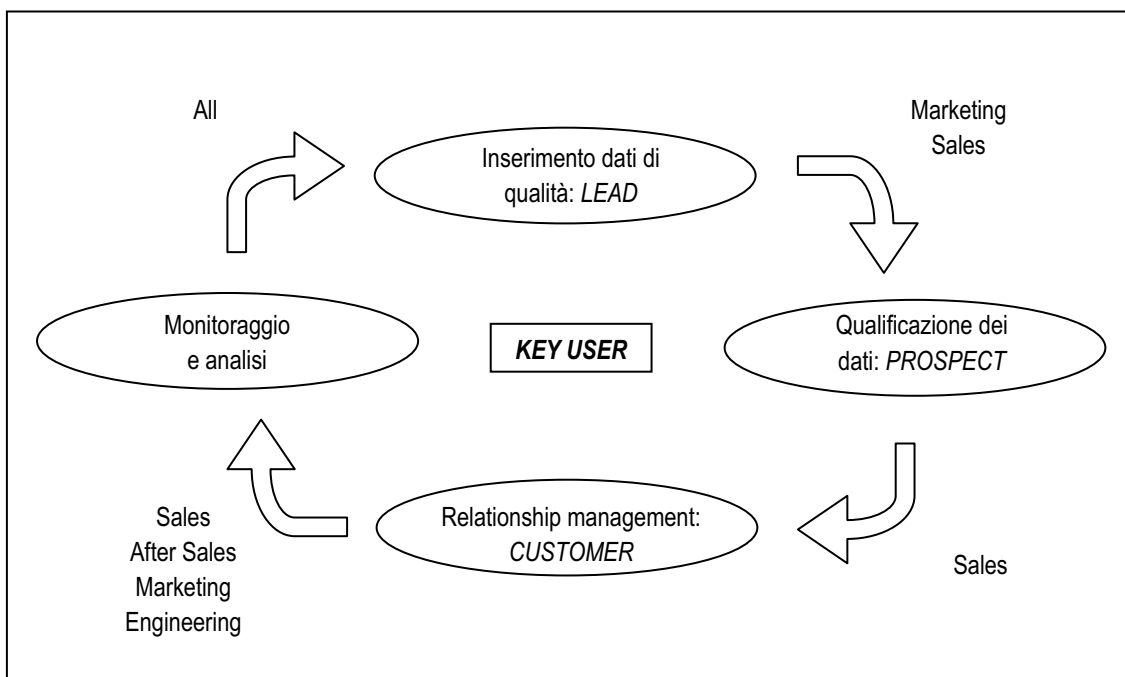 All
Marketing
Sales
Inserimento dati di
qualità: LEAD
Monitoraggio
e analisi
KEY USER
Qualificazione dei
dati: PROSPECT
Relationship management:
CUSTOMER
Sales
After Sales
Marketing
Engineering
Sales